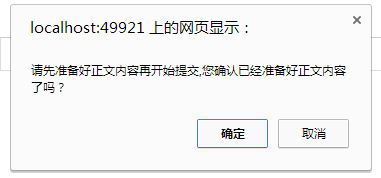 localhost:49921 上的网页显示：
请先准备好正文内容再开始提交,您确认已经准备好正文内容
了吗？
确定
取消